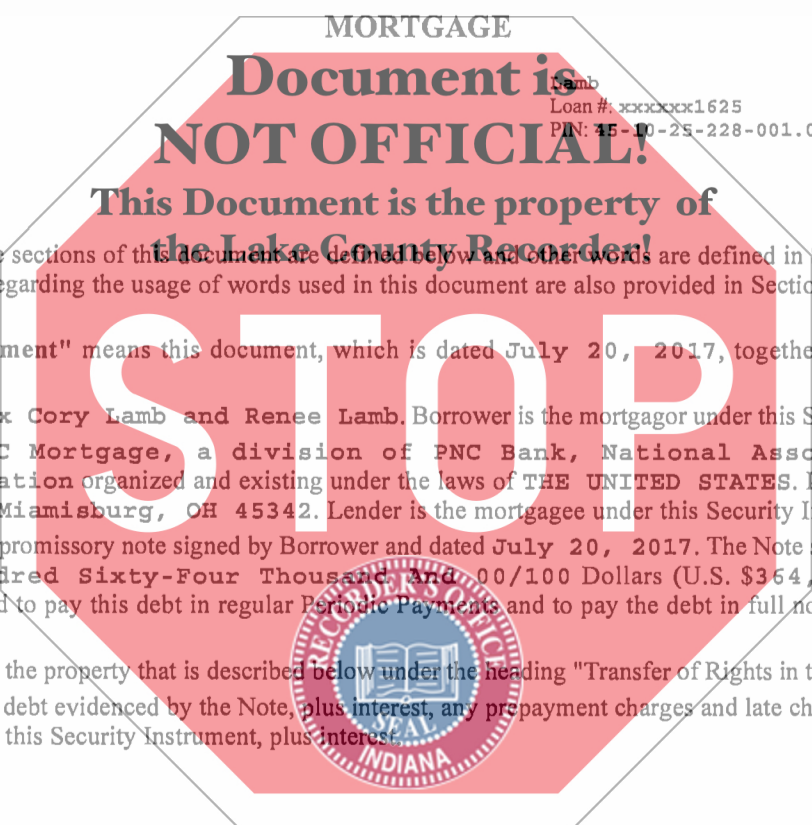 MORTGAGE
Document is
Lamb
Loan #: xxxxxx1625
NOT OFFICIAL!
PIN: 45-10-25-228-001.0
This Document is the property of
the Lake County Recorder!
sections of this document are defined below and other words are defined in
egarding the usage of words used in this document are also provided in Sectio
ment" means this document, which is dated July 20, 2017, togethe
x Cory Lamb and Renee Lamb. Borrower is the mortgagor under this S
C Mortgage, a division of PNC Bank, National Asso
ation organized and existing under the laws of THE UNITED STATES.
Miamisburg, OH 45342. Lender is the mortgagee under this Security I
promissory note signed by Borrower and dated July 20, 2017. The Note
dred Sixty-Four Thousand And 00/100 Dollars (U.S. $364,
d to pay this debt in regular Periodic Payments and to pay the debt in full no
the property that is described below under the heading "Transfer of Rights in t
debt evidenced by the Note, plus interest, any prepayment charges and late ch
this Security Instrument, plus interest.
STOP
RECORDER'S OFFICE
SEAL
INDIANA